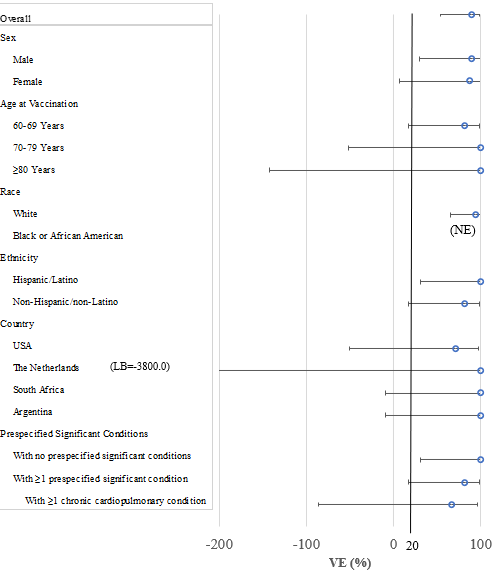 Overall
Sex
Male
Female
Age at Vaccination
60-69 Years
70-79 Years
≥80 Years
Race
White
(NE)
Black or African American
Ethnicity
Hispanic/Latino
Non-Hispanic/non-Latino
Country
USA
The Netherlands (LB=-3800.0)
South Africa
Argentina
Prespecified Significant Conditions
With no prespecified significant conditions
With ≥1 prespecified significant condition
With ≥1 chronic cardiopulmonary condition
-200 -100 0 20 100
VE (%)